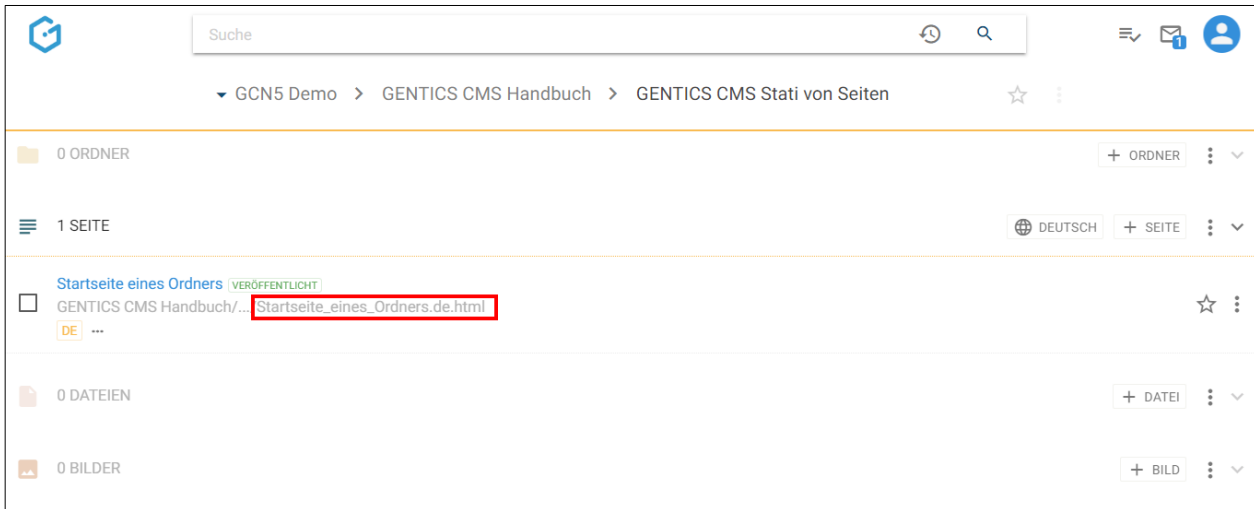 Suche
1
GCN5 Demo > GENTICS CMS Handbuch > GENTICS CMS Stati von Seiten
0 ORDNER + ORDNER
1 SEITE DEUTSCH + SEITE
Startseite eines Ordners VERÖFFENTLICHT
GENTICS CMS Handbuch/... Startseite_eines_Ordners.de.html
DE ...
0 DATEIEN + DATEI
0 BILDER + BILD